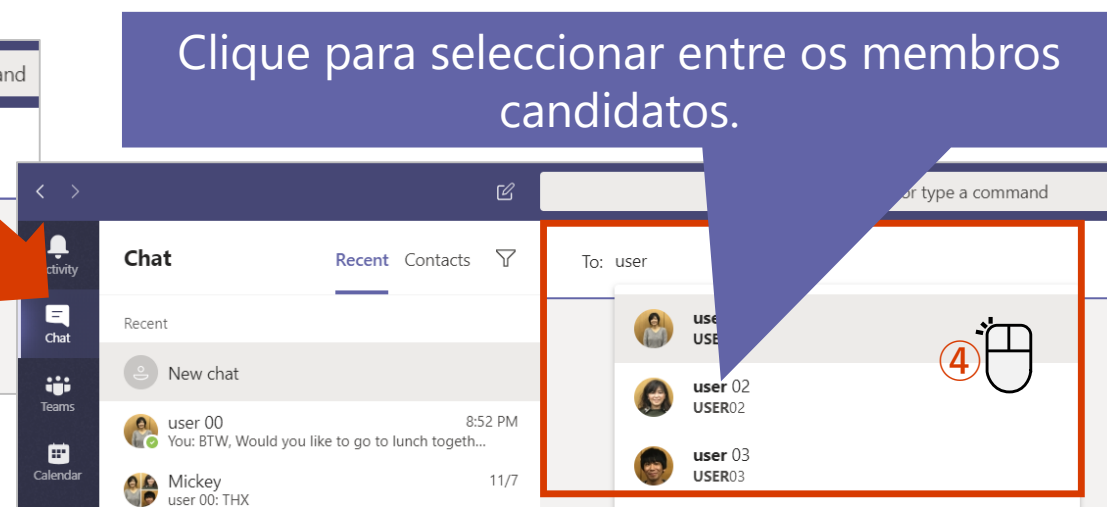 Clique para seleccionar entre os membros
candidatos.
and
or type a command
Activity
Chat
Recent Contacts
To: user
Recent
Chat
New chat
④
Teams
user 02
USER02
user 00 8:52 PM
You: BTW, Would you like to go to lunch togeth...
user 03
USER03
Calendar
Mickey 11/7
user 00: THX